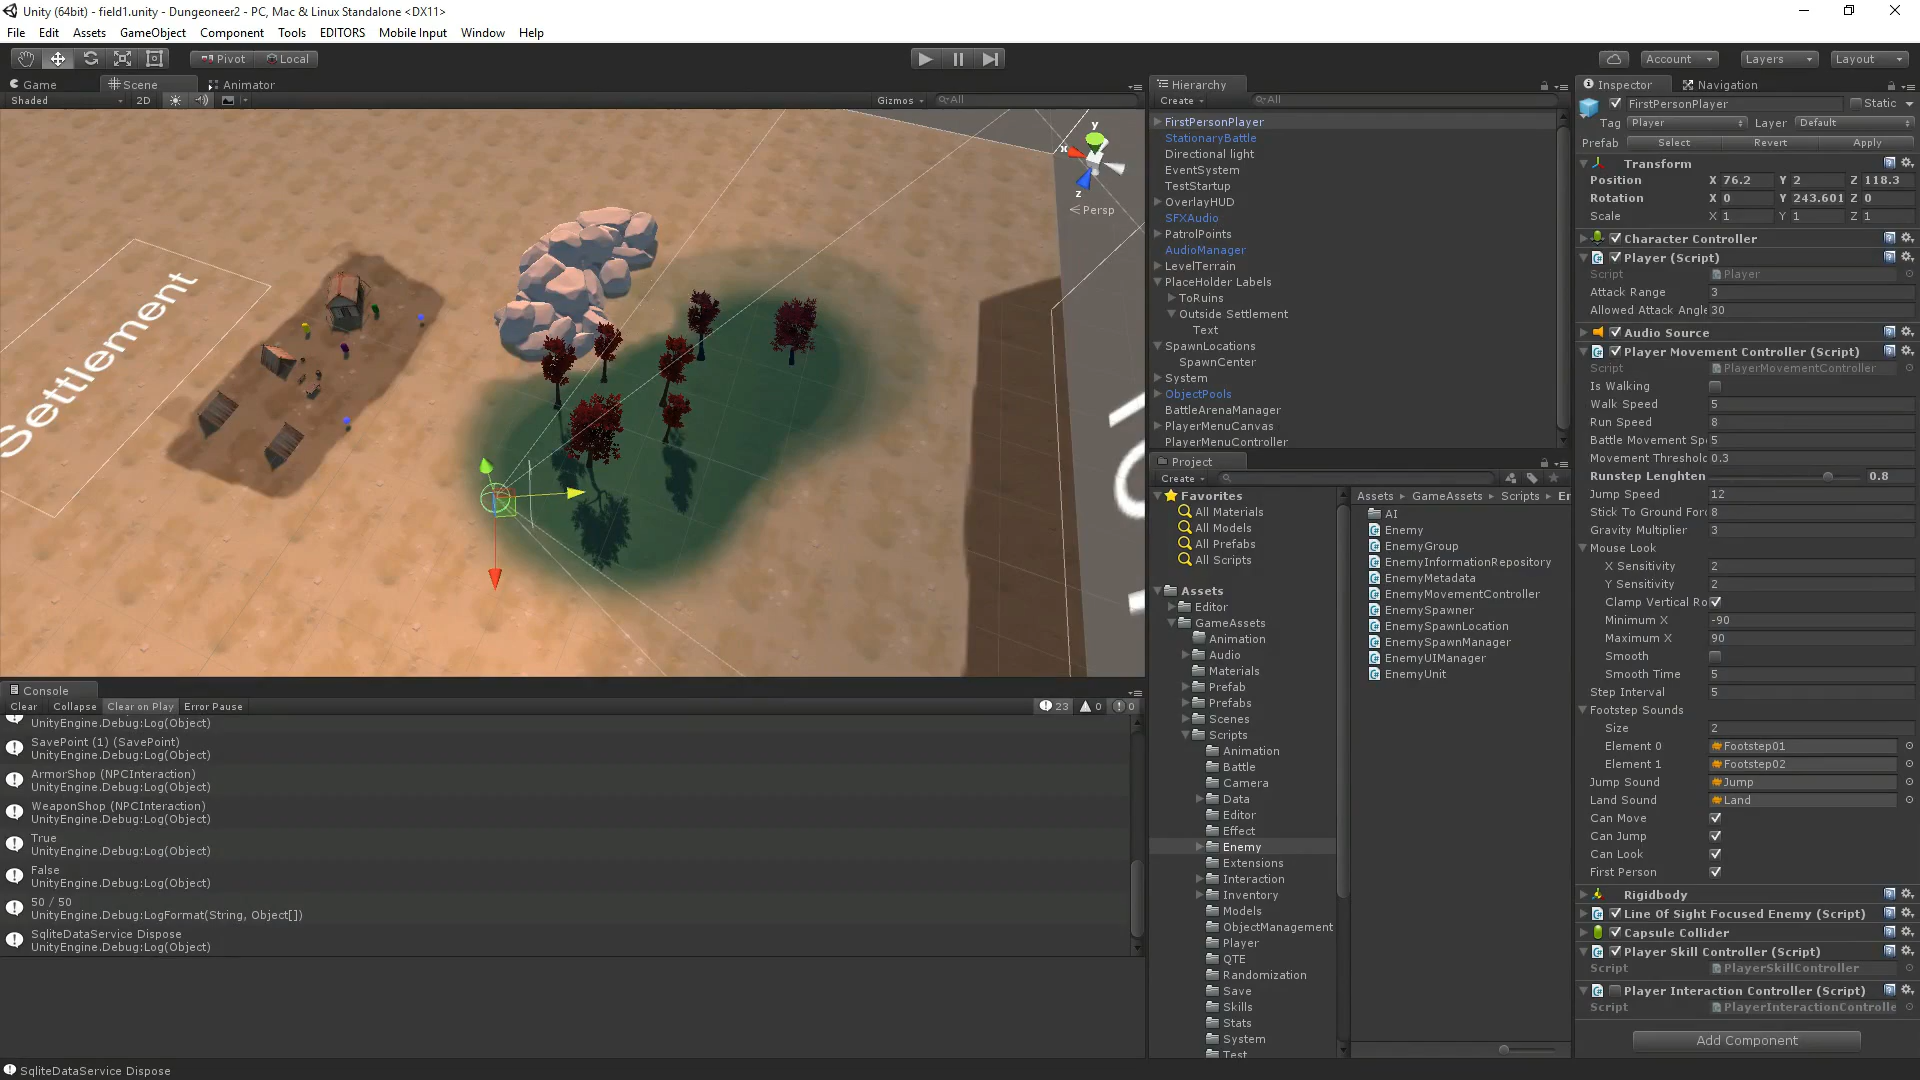 Unity (64bit) - field1.unity - Dungeoneer2 - PC, Mac & Linux Standalone <DX11>
File Edit Assets GameObject Component Tools EDITORS Mobile Input Window Help
Pivot Local
Account Layers Layout
Game Scene Animator
Shaded 2D Gizmos All
Settlement
y
x
z
Persp
Hierarchy
Create All
FirstPersonPlayer
StationaryBattle
Directional light
EventSystem
TestStartup
OverlayHUD
SFXAudio
PatrolPoints
AudioManager
LevelTerrain
PlaceHolder Labels
ToRuins
Outside Settlement
Text
SpawnLocations
SpawnCenter
System
ObjectPools
BattleArenaManager
PlayerMenuCanvas
PlayerMenuController
Project
Create
Favorites
All Materials
All Models
All Prefabs
All Scripts
Assets
Editor
GameAssets
Animation
Audio
Materials
Prefab
Prefabs
Scenes
Scripts
Animation
Battle
Camera
Data
Editor
Effect
Enemy
Extensions
Interaction
Inventory
Models
ObjectManagement
Player
QTE
Randomization
Save
Skills
Stats
System
Test
Assets GameAssets Scripts En
AI
Enemy
EnemyGroup
EnemyInformationRepository
EnemyMetadata
EnemyMovementController
EnemySpawner
EnemySpawnLocation
EnemySpawnManager
EnemyUIManager
EnemyUnit
Inspector Navigation
FirstPersonPlayer Static
Tag Player Layer Default
Prefab Select Revert Apply
Transform
Position X 76.2 Y 2 Z 118.3
Rotation X 0 Y 243.601 Z 0
Scale X 1 Y 1 Z 1
Character Controller
Player (Script)
Script Player
Attack Range 3
Allowed Attack Angle 30
Audio Source
Player Movement Controller (Script)
Script PlayerMovementController
Is Walking
Walk Speed 5
Run Speed 8
Battle Movement Spe 5
Movement Threshold 0.3
Runstep Lenghten 0.8
Jump Speed 12
Stick To Ground Forc 8
Gravity Multiplier 3
Mouse Look
X Sensitivity 2
Y Sensitivity 2
Clamp Vertical Ro
Minimum X -90
Maximum X 90
Smooth
Smooth Time 5
Step Interval 5
Footstep Sounds
Size 2
Element 0 Footstep01
Element 1 Footstep02
Jump Sound Jump
Land Sound Land
Can Move
Can Jump
Can Look
First Person
Rigidbody
Line Of Sight Focused Enemy (Script)
Capsule Collider
Player Skill Controller (Script)
Script PlayerSkillController
Player Interaction Controller (Script)
Script PlayerInteractionControlle
Add Component
Console
Clear Collapse Clear on Play Error Pause 23 0 0
UnityEngine.Debug:Log(Object)
SavePoint (1) (SavePoint)
UnityEngine.Debug:Log(Object)
ArmorShop (NPCInteraction)
UnityEngine.Debug:Log(Object)
WeaponShop (NPCInteraction)
UnityEngine.Debug:Log(Object)
True
UnityEngine.Debug:Log(Object)
False
UnityEngine.Debug:Log(Object)
50 / 50
UnityEngine.Debug:LogFormat(String, Object[])
SqliteDataService Dispose
UnityEngine.Debug:Log(Object)
SqliteDataService Dispose